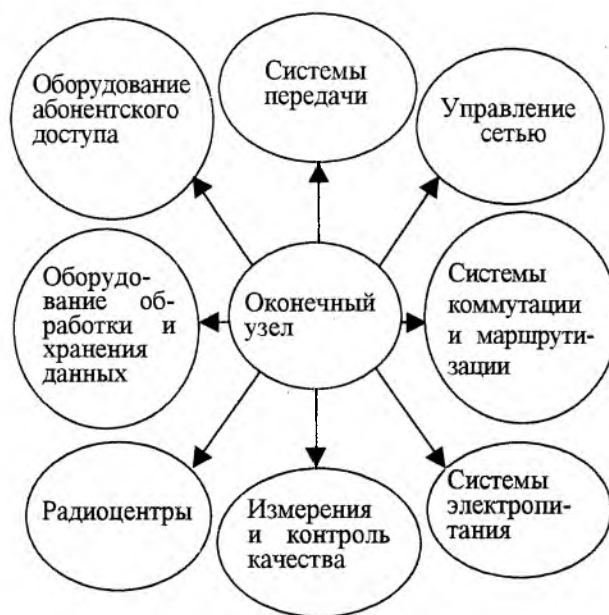 Оборудование
абонентского
доступа
Системы
передачи
Управление
сетью
Оборудо-
вание об-
работки и
хранения
данных
Оконечный
узел
Системы
коммутации
и маршрути-
зации
Радиоцентры
Измерения
и контроль
качества
Системы
электропи-
тания